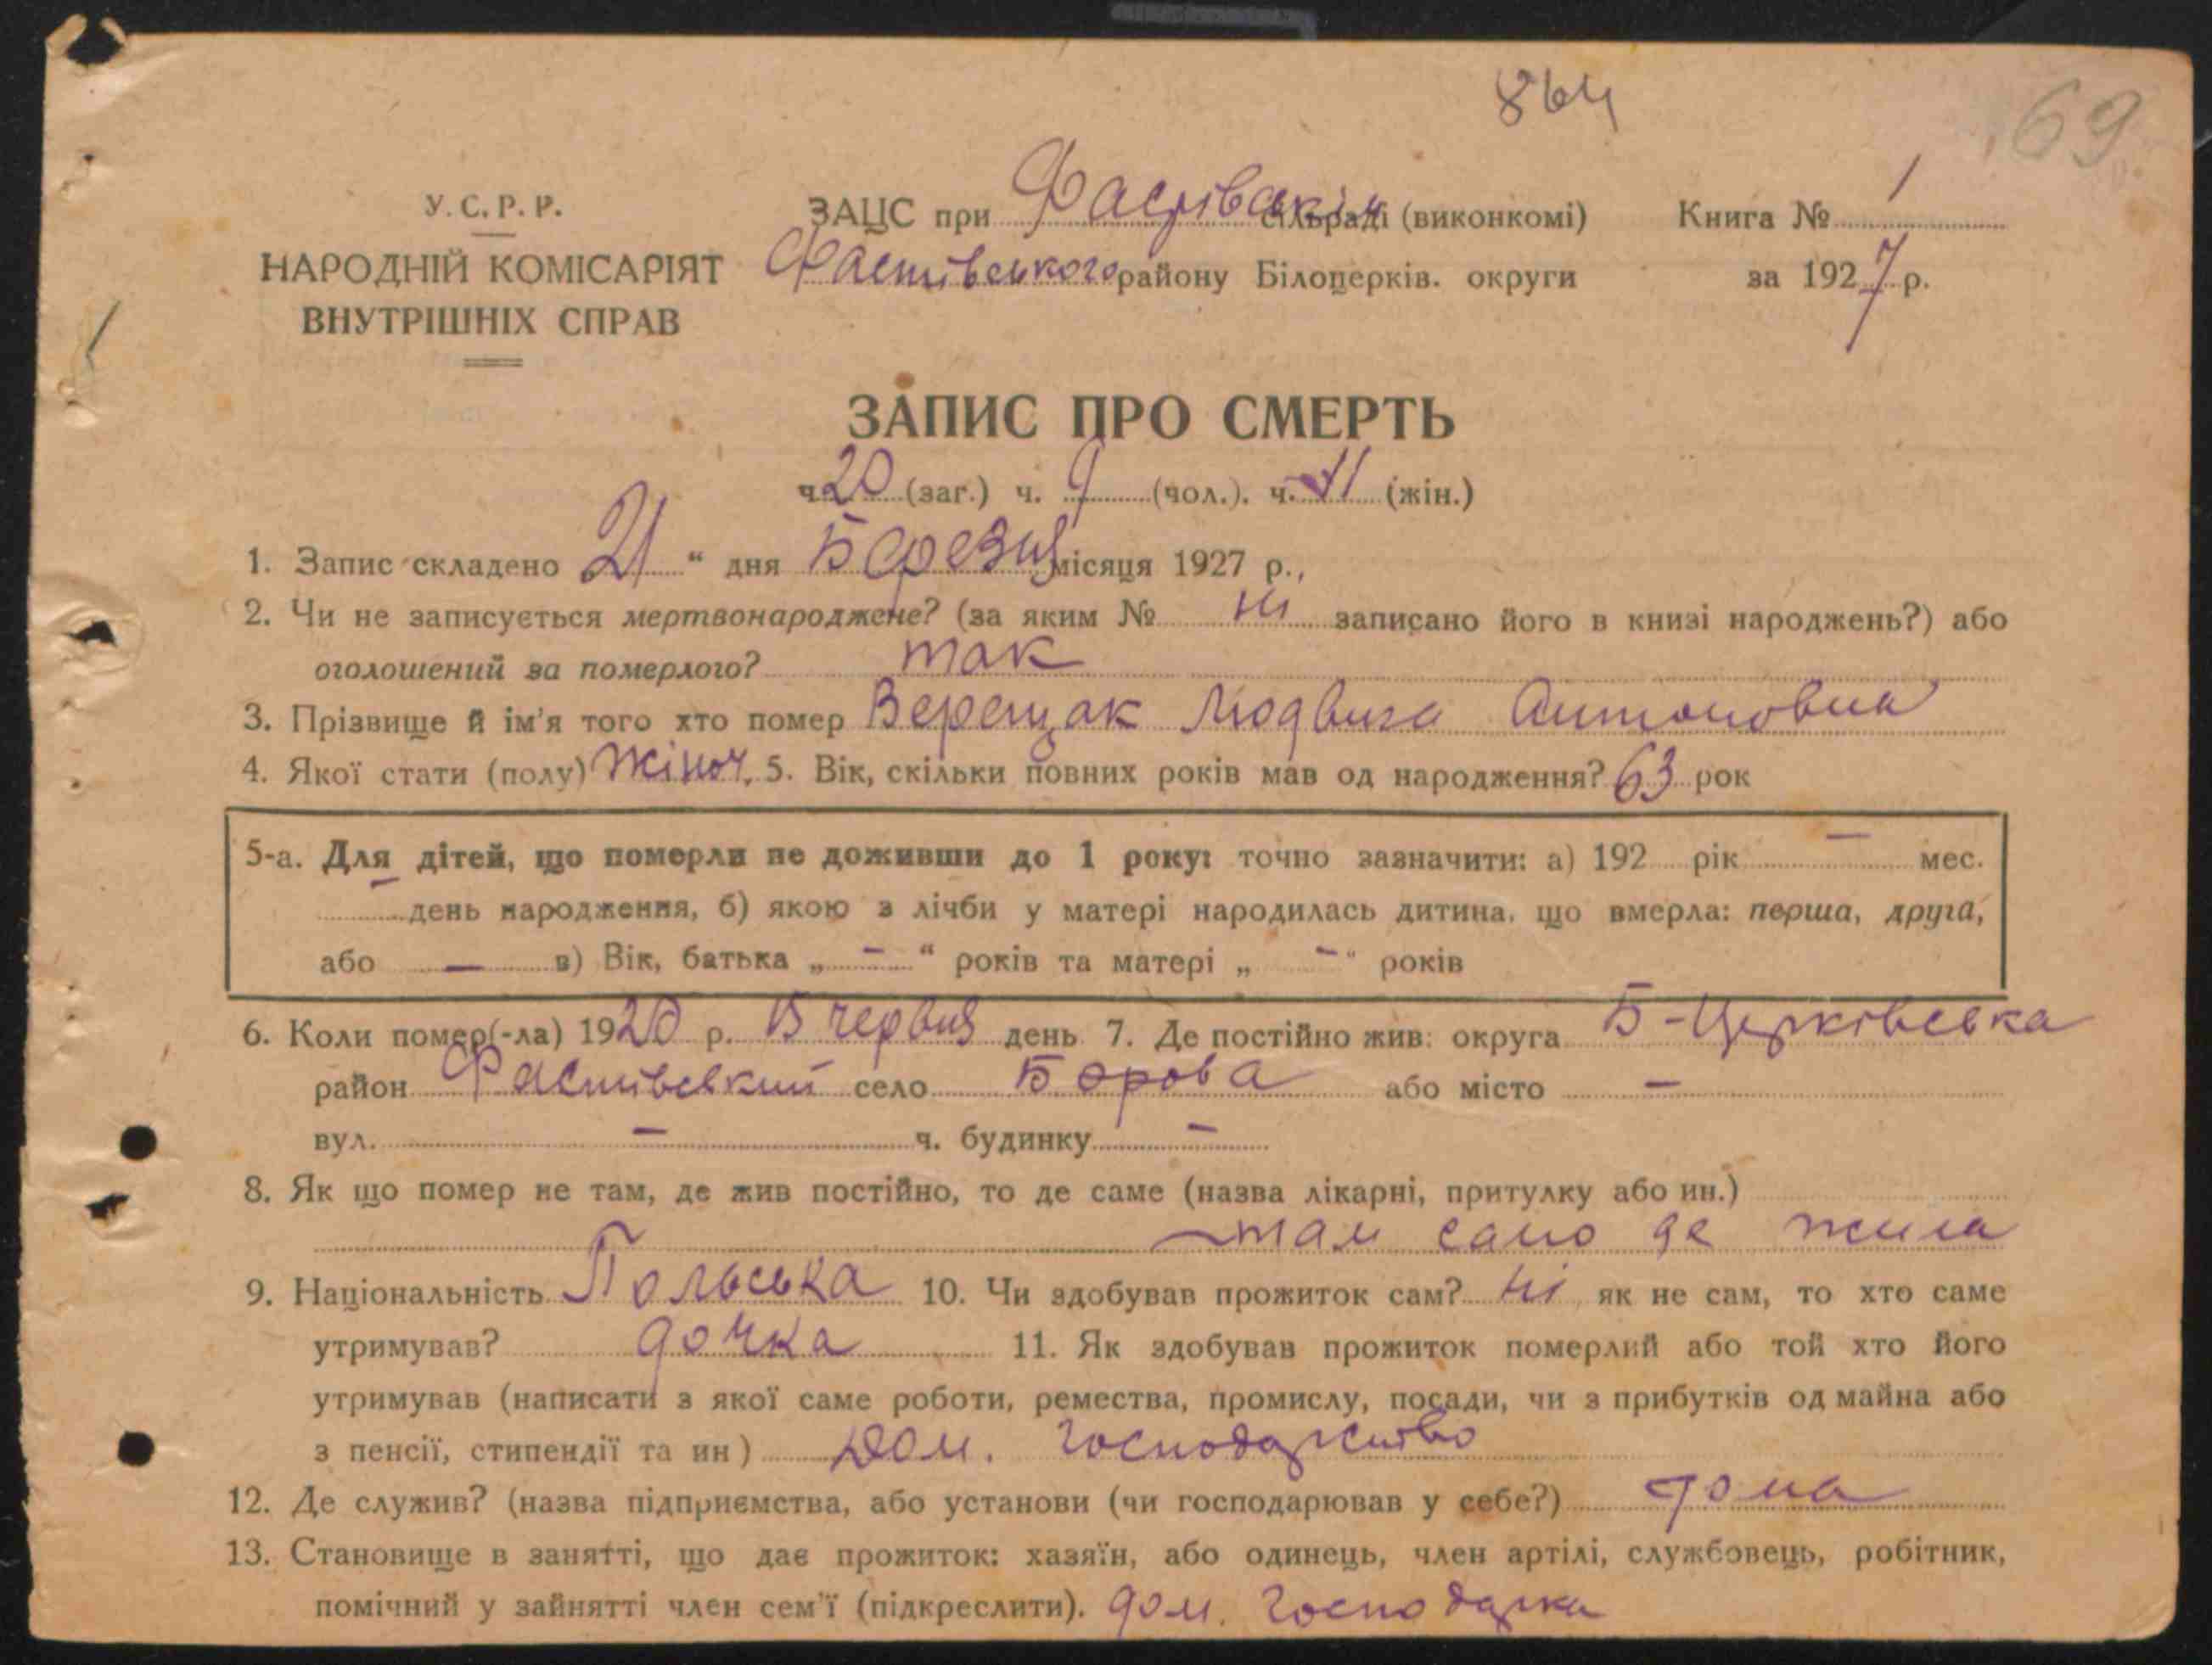 864
69
У.С.Р.Р.
НАРОДНІЙ КОМІСАРІЯТ
ВНУТРІШНІХ СПРАВ
ЗАЦС при Фастівськім сільраді (виконкомі)
Фастівського району Білоцерків. округи
Книга № 1
за 1927 р.
ЗАПИС ПРО СМЕРТЬ
ч. 20 (заг.) ч. 9 (чол.). ч. 11 (жін.)
1. Запис складено 21 “ дня Березня місяця 1927 р.,
2. Чи не записується мертвонароджене? (за яким № ні записано його в книзі народжень?) або
оголошений за померлого? так
3. Прізвище й ім'я того хто помер Верещак Людвига Антоновна
4. Якої стати (полу) Жіноч. 5. Вік, скільки повних років мав од народження? 63 рок
5-а. Для дітей, що померли не доживши до 1 року: точно зазначити: а) 192 рік — мес.
— день народження, б) якою з лічби у матері народилась дитина, що вмерла: перша, друга,
або — в) Вік, батька „ — “ років та матері „ — “ років
6. Коли помер(-ла) 1920 р. 15 червня день 7. Де постійно жив: округа Б-Церківська
район Фастівський село Борова або місто —
вул. — ч. будинку —
8. Як що помер не там, де жив постійно, то де саме (назва лікарні, притулку або ин.)
там само де жила
9. Національність Польська 10. Чи здобував прожиток сам? ні як не сам, то хто саме
утримував? дочка 11. Як здобував прожиток померлий або той хто його
утримував (написати з якої саме роботи, ремества, промислу, посади, чи з прибутків од майна або
з пенсії, стипендії та ин) Дом. господарство
12. Де служив? (назва підприємства, або установи (чи господарював у себе?) дома
13. Становище в занятті, що дає прожиток: хазяїн, або одинець, член артілі, службовець, робітник,
помічний у зайнятті член сем'ї (підкреслити). дом. господарка